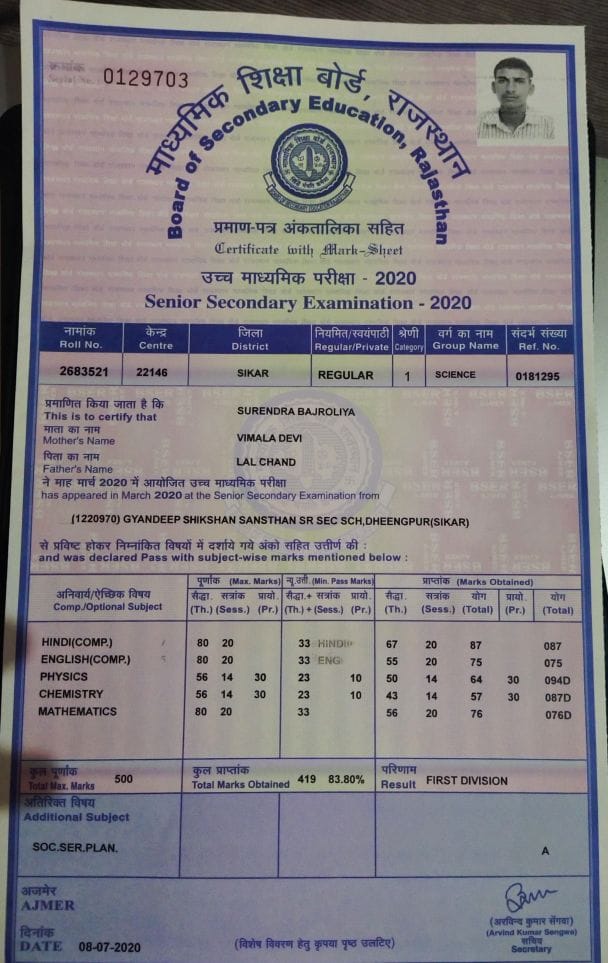 क्रमांक
Serial No. 0129703
माध्यमिक शिक्षा बोर्ड, राजस्थान
Board of Secondary Education, Rajasthan
प्रमाण-पत्र अंकतालिका सहित
Certificate with Mark-Sheet
उच्च माध्यमिक परीक्षा - 2020
Senior Secondary Examination - 2020
नामांक केन्द्र जिला नियमित/स्वयंपाठी श्रेणी वर्ग का नाम संदर्भ संख्या
Roll No. Centre District Regular/Private Category Group Name Ref. No.
2683521 22146 SIKAR REGULAR 1 SCIENCE 0181295
प्रमाणित किया जाता है कि
This is to certify that SURENDRA BAJROLIYA
माता का नाम
Mother's Name VIMALA DEVI
पिता का नाम
Father's Name LAL CHAND
ने माह मार्च 2020 में आयोजित उच्च माध्यमिक परीक्षा
has appeared in March 2020 at the Senior Secondary Examination from
(1220970) GYANDEEP SHIKSHAN SANSTHAN SR SEC SCH,DHEENGPUR(SIKAR)
से प्रविष्ट होकर निम्नांकित विषयों में दर्शाये गये अंको सहित उत्तीर्ण की :
and was declared Pass with subject-wise marks mentioned below :
अनिवार्य/ऐच्छिक विषय पूर्णांक (Max. Marks) न्यू.उत्ती. (Min. Pass Marks) प्राप्तांक (Marks Obtained)
Comp./Optional Subject सैद्धा. सत्रांक प्रायो. सैद्धा.+ सत्रांक प्रायो. सैद्धा. सत्रांक योग प्रायो. योग
(Th.) (Sess.) (Pr.) (Th.) + (Sess.) (Pr.) (Th.) (Sess.) (Total) (Pr.) (Total)
HINDI(COMP.) 80 20 33 HINDI 67 20 87 087
ENGLISH(COMP.) 80 20 33 ENG 55 20 75 075
PHYSICS 56 14 30 23 10 50 14 64 30 094D
CHEMISTRY 56 14 30 23 10 43 14 57 30 087D
MATHEMATICS 80 20 33 56 20 76 076D
कुल पूर्णांक कुल प्राप्तांक परिणाम
Total Max. Marks 500 Total Marks Obtained 419 83.80% Result FIRST DIVISION
अतिरिक्त विषय
Additional Subject
SOC.SER.PLAN. A
अजमेर
AJMER
दिनांक
DATE 08-07-2020
(विशेष विवरण हेतु कृपया पृष्ठ उलटिए)
(अरविन्द कुमार सेंगवा)
(Arvind Kumar Sengwa)
सचिव
Secretary